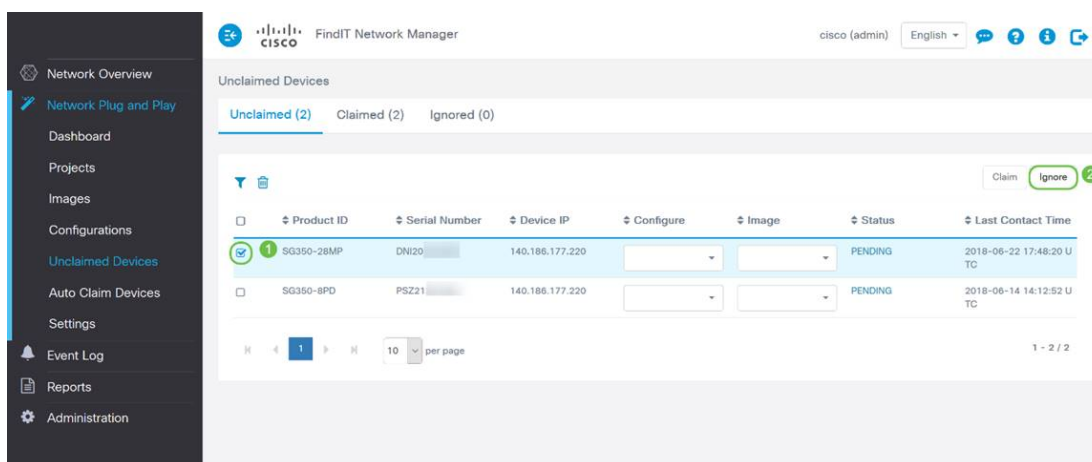 CISCO FindIT Network Manager cisco (admin) English
Network Overview
Network Plug and Play
Dashboard
Projects
Images
Configurations
Unclaimed Devices
Auto Claim Devices
Settings
Event Log
Reports
Administration
Unclaimed Devices
Unclaimed (2) Claimed (2) Ignored (0)
Claim Ignore 2
Product ID Serial Number Device IP Configure Image Status Last Contact Time
1 SG350-28MP DNI20 140.186.177.220 PENDING 2018-06-22 17:48:20 U
TC
SG350-8PD PSZ21 140.186.177.220 PENDING 2018-06-14 14:12:52 U
TC
1 10 per page 1 - 2 / 2